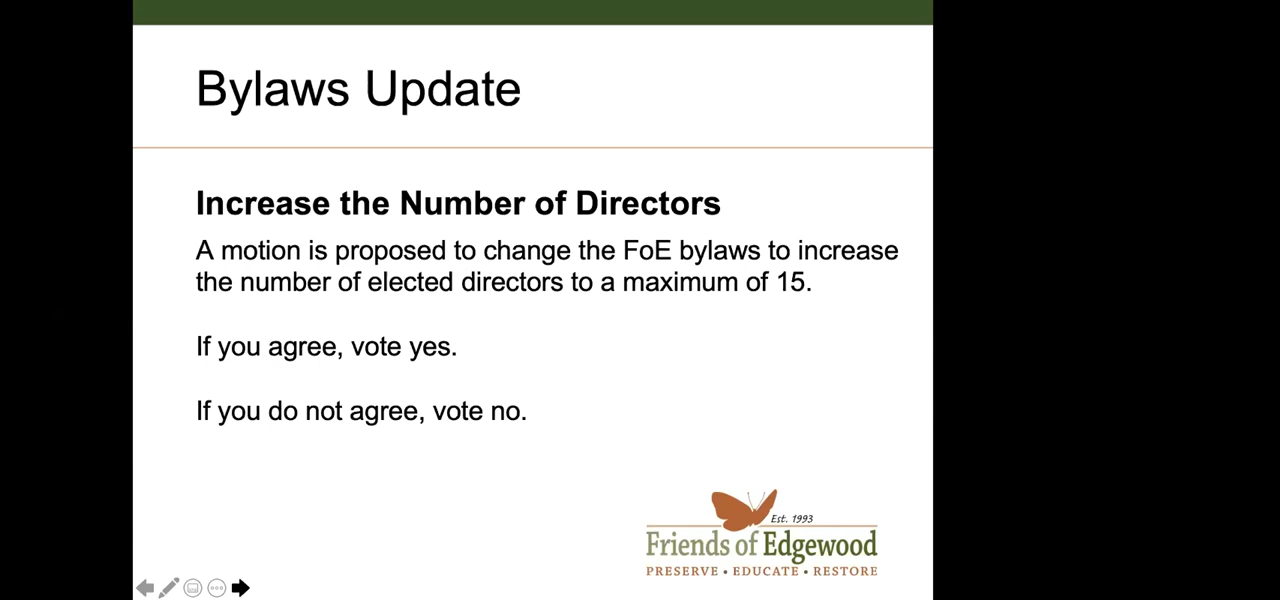 Bylaws Update
Increase the Number of Directors
A motion is proposed to change the FoE bylaws to increase
the number of elected directors to a maximum of 15.
If you agree, vote yes.
If you do not agree, vote no.
Est. 1993
Friends of Edgewood
PRESERVE • EDUCATE • RESTORE